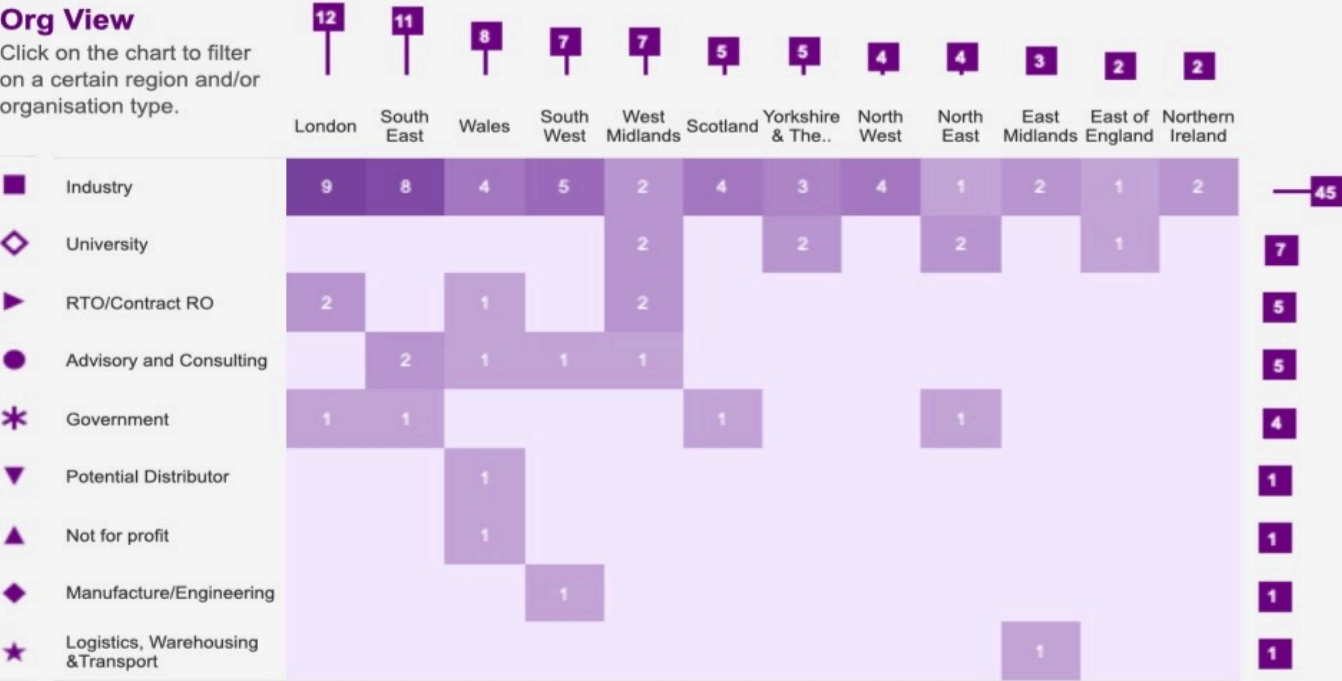 Org View
Click on the chart to filter
on a certain region and/or
organisation type.
12 11 8 7 7 5 5 4 4 3 2 2
London South East Wales South West West Midlands Scotland Yorkshire & The.. North West North East East Midlands East of England Northern Ireland
Industry 9 8 4 5 2 4 3 4 1 2 1 2 45
University 2 2 2 1 7
RTO/Contract RO 2 1 2 5
Advisory and Consulting 2 1 1 1 5
Government 1 1 1 1 4
Potential Distributor 1 1
Not for profit 1 1
Manufacture/Engineering 1 1
Logistics, Warehousing
&Transport 1 1